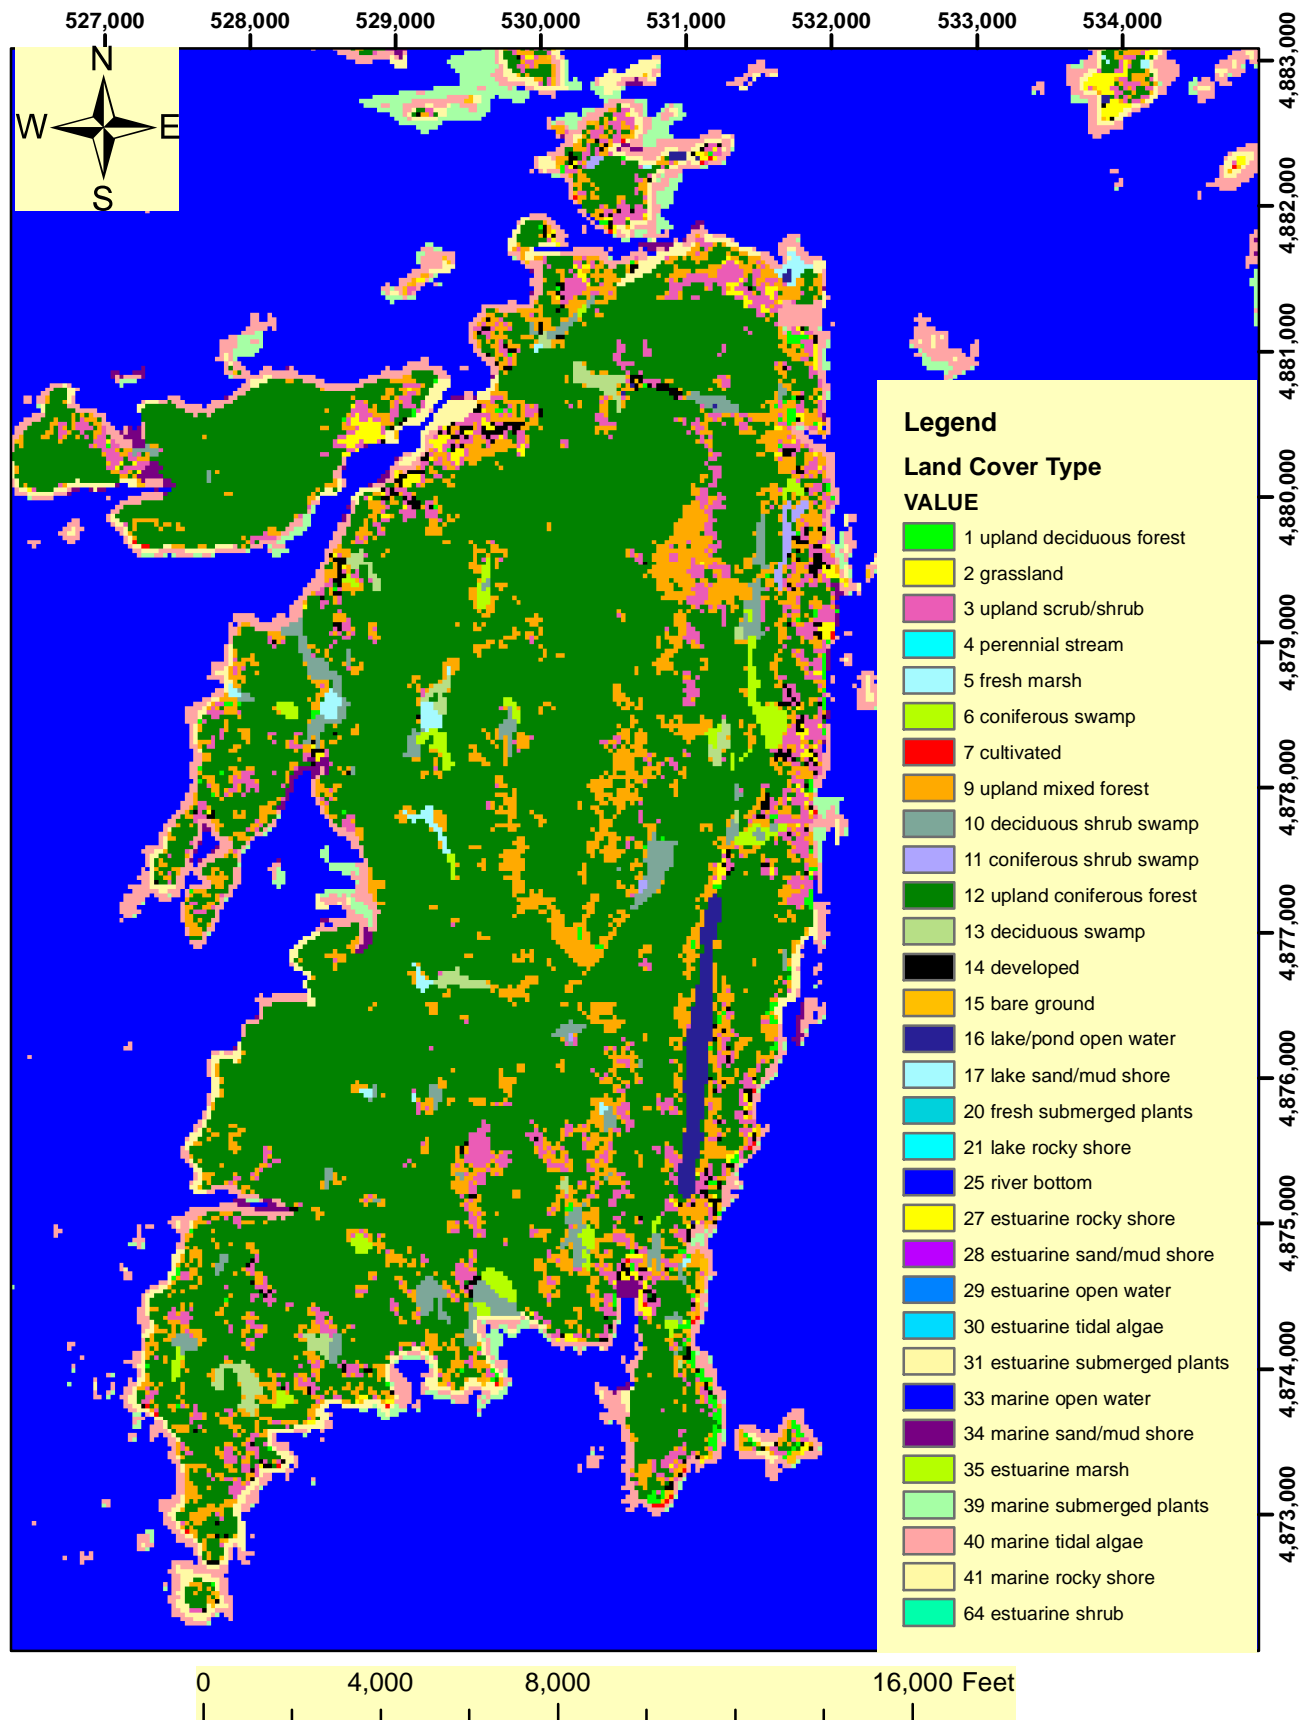 527,000 528,000 529,000 530,000 531,000 532,000 533,000 534,000
N
W E
S
4,883,000
4,882,000
4,881,000
4,880,000
4,879,000
4,878,000
4,877,000
4,876,000
4,875,000
4,874,000
4,873,000
Legend
Land Cover Type
VALUE
1 upland deciduous forest
2 grassland
3 upland scrub/shrub
4 perennial stream
5 fresh marsh
6 coniferous swamp
7 cultivated
9 upland mixed forest
10 deciduous shrub swamp
11 coniferous shrub swamp
12 upland coniferous forest
13 deciduous swamp
14 developed
15 bare ground
16 lake/pond open water
17 lake sand/mud shore
20 fresh submerged plants
21 lake rocky shore
25 river bottom
27 estuarine rocky shore
28 estuarine sand/mud shore
29 estuarine open water
30 estuarine tidal algae
31 estuarine submerged plants
33 marine open water
34 marine sand/mud shore
35 estuarine marsh
39 marine submerged plants
40 marine tidal algae
41 marine rocky shore
64 estuarine shrub
0 4,000 8,000 16,000 Feet